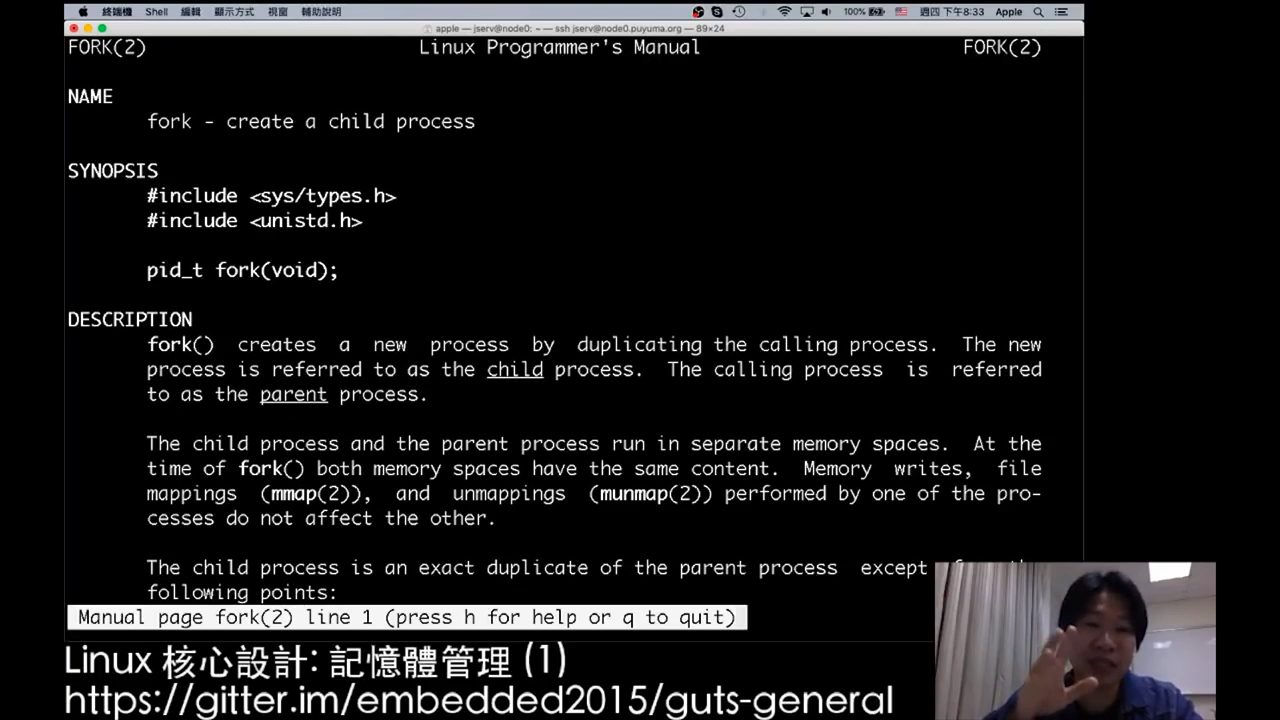 終端機 Shell 編輯 顯示方式 視窗 輔助說明 100% 週四 下午8:33 Apple
apple — jserv@node0: ~ — ssh jserv@node0.puyuma.org — 89×24
FORK(2) Linux Programmer's Manual FORK(2)
NAME
fork - create a child process
SYNOPSIS
#include <sys/types.h>
#include <unistd.h>
pid_t fork(void);
DESCRIPTION
fork() creates a new process by duplicating the calling process. The new
process is referred to as the child process. The calling process is referred
to as the parent process.
The child process and the parent process run in separate memory spaces. At the
time of fork() both memory spaces have the same content. Memory writes, file
mappings (mmap(2)), and unmappings (munmap(2)) performed by one of the pro-
cesses do not affect the other.
The child process is an exact duplicate of the parent process except
following points:
Manual page fork(2) line 1 (press h for help or q to quit)
Linux 核心設計: 記憶體管理 (1)
https://gitter.im/embedded2015/guts-general